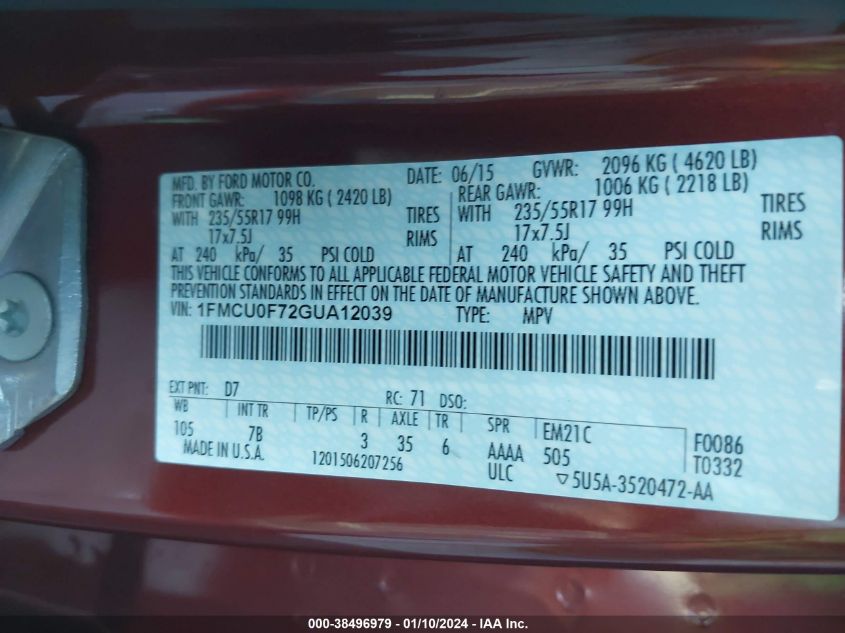 MFD. BY FORD MOTOR CO. DATE: 06/15 GVWR: 2096 KG ( 4620 LB)
FRONT GAWR: 1098 KG ( 2420 LB) REAR GAWR: 1006 KG ( 2218 LB)
WITH 235/55R17 99H TIRES WITH 235/55R17 99H TIRES
17x7.5J RIMS 17x7.5J RIMS
AT 240 kPa/ 35 PSI COLD AT 240 kPa/ 35 PSI COLD
THIS VEHICLE CONFORMS TO ALL APPLICABLE FEDERAL MOTOR VEHICLE SAFETY AND THEFT
PREVENTION STANDARDS IN EFFECT ON THE DATE OF MANUFACTURE SHOWN ABOVE.
VIN: 1FMCU0F72GUA12039 TYPE: MPV
EXT PNT: D7 RC: 71 DSO:
WB INT TR TP/PS R AXLE TR SPR EM21C F0086
105 7B 3 35 6 AAAA 505 T0332
MADE IN U.S.A. 1201506207256 ULC ▽5U5A-3520472-AA
000-38496979 - 01/10/2024 - IAA Inc.